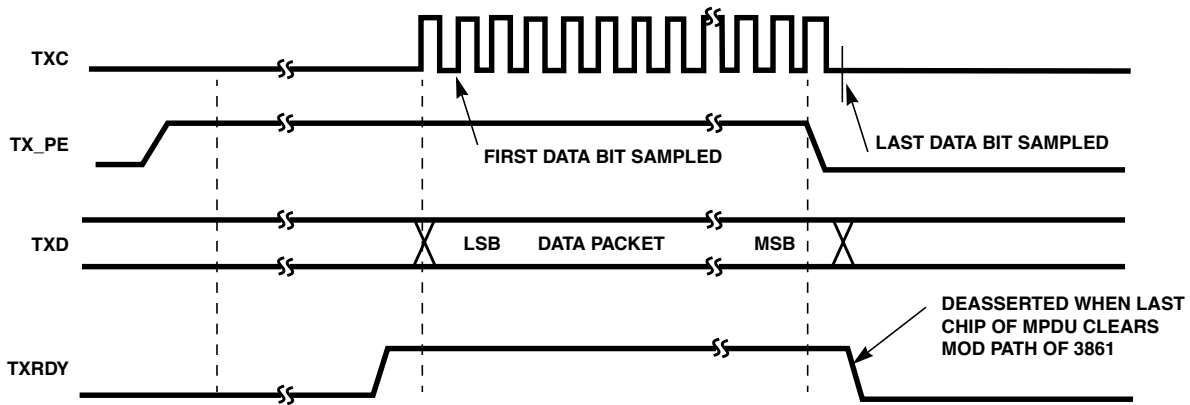 TXC
TX_PE
FIRST DATA BIT SAMPLED
LAST DATA BIT SAMPLED
TXD
LSB DATA PACKET MSB
DEASSERTED WHEN LAST
CHIP OF MPDU CLEARS
MOD PATH OF 3861
TXRDY